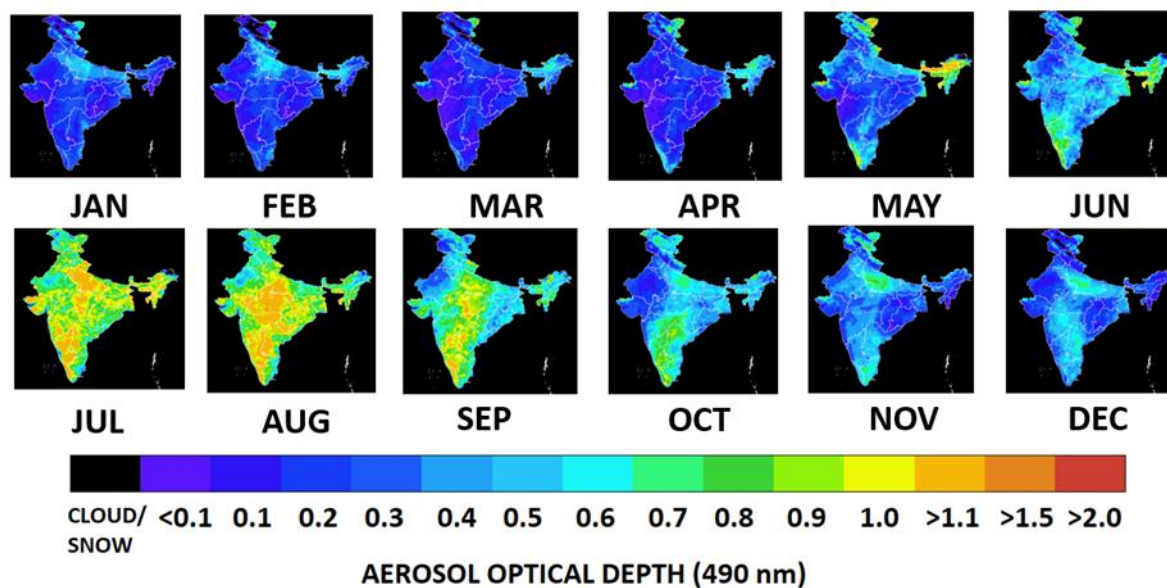 JAN FEB MAR APR MAY JUN
JUL AUG SEP OCT NOV DEC
CLOUD/ <0.1 0.1 0.2 0.3 0.4 0.5 0.6 0.7 0.8 0.9 1.0 >1.1 >1.5 >2.0
SNOW
AEROSOL OPTICAL DEPTH (490 nm)